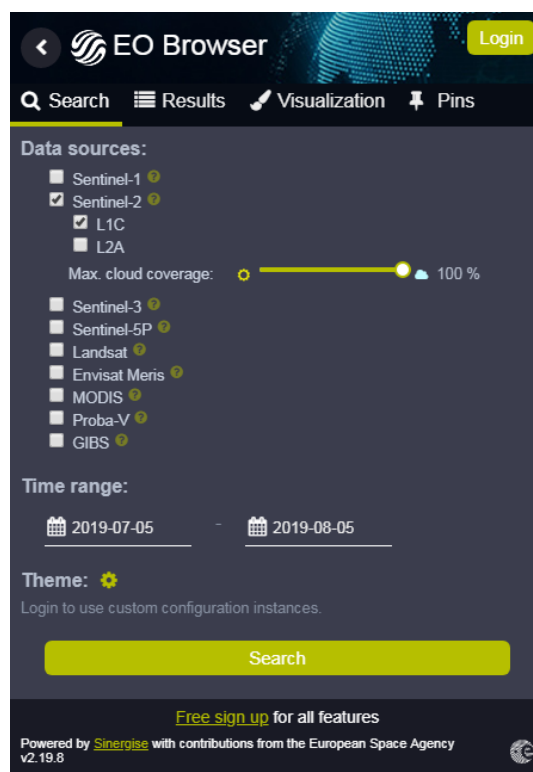 EO Browser
Login
Search
Results
Visualization
Pins
Data sources:
Sentinel-1
Sentinel-2
L1C
L2A
Max. cloud coverage: 100 %
Sentinel-3
Sentinel-5P
Landsat
Envisat Meris
MODIS
Proba-V
GIBS
Time range:
2019-07-05 - 2019-08-05
Theme:
Login to use custom configuration instances.
Search
Free sign up for all features
Powered by Sinergise with contributions from the European Space Agency
v2.19.8